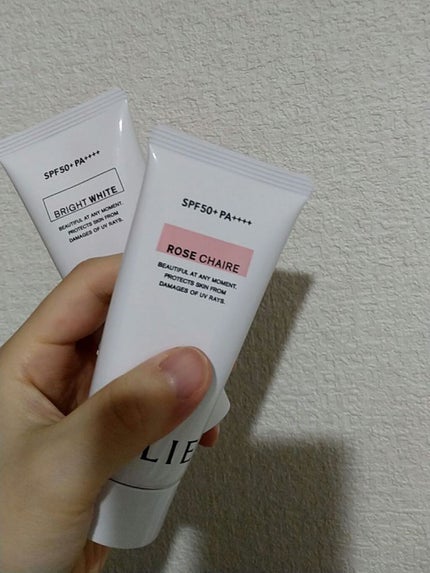 SPF50+PA++++
BRIGHT WHITE
BEAUTIFUL AT ANY MOMENT.
PROTECTS SKIN FROM
DAMAGES OF UV RAYS.
SPF50+PA++++
ROSE CHAIRE
BEAUTIFUL AT ANY MOMENT.
PROTECTS SKIN FROM
DAMAGES OF UV RAYS.
LIE